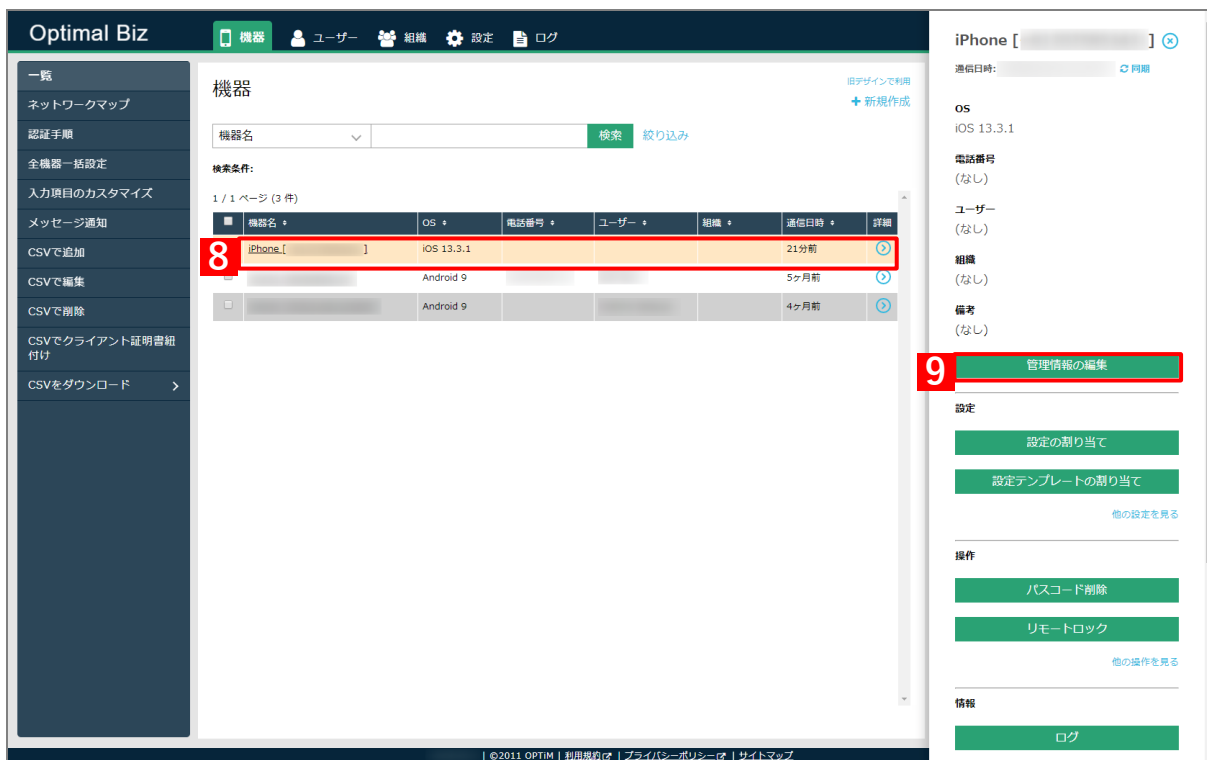 Optimal Biz
機器
ユーザー
組織
設定
ログ
一覧
ネットワークマップ
認証手順
全機器一括設定
入力項目のカスタマイズ
メッセージ通知
CSVで追加
CSVで編集
CSVで削除
CSVでクライアント証明書紐
付け
CSVをダウンロード
機器
旧デザインで利用
+ 新規作成
機器名
検索
絞り込み
検索条件:
1 / 1 ページ (3 件)
機器名 OS 電話番号 ユーザー 組織 通信日時 詳細
8
iPhone [ ] iOS 13.3.1 21分前
Android 9 5ヶ月前
Android 9 4ヶ月前
| ©2011 OPTiM | 利用規約 | プライバシーポリシー | サイトマップ
iPhone [ ]
通信日時: 同期
OS
iOS 13.3.1
電話番号
(なし)
ユーザー
(なし)
組織
(なし)
備考
(なし)
9
管理情報の編集
設定
設定の割り当て
設定テンプレートの割り当て
他の設定を見る
操作
パスコード削除
リモートロック
他の操作を見る
情報
ログ